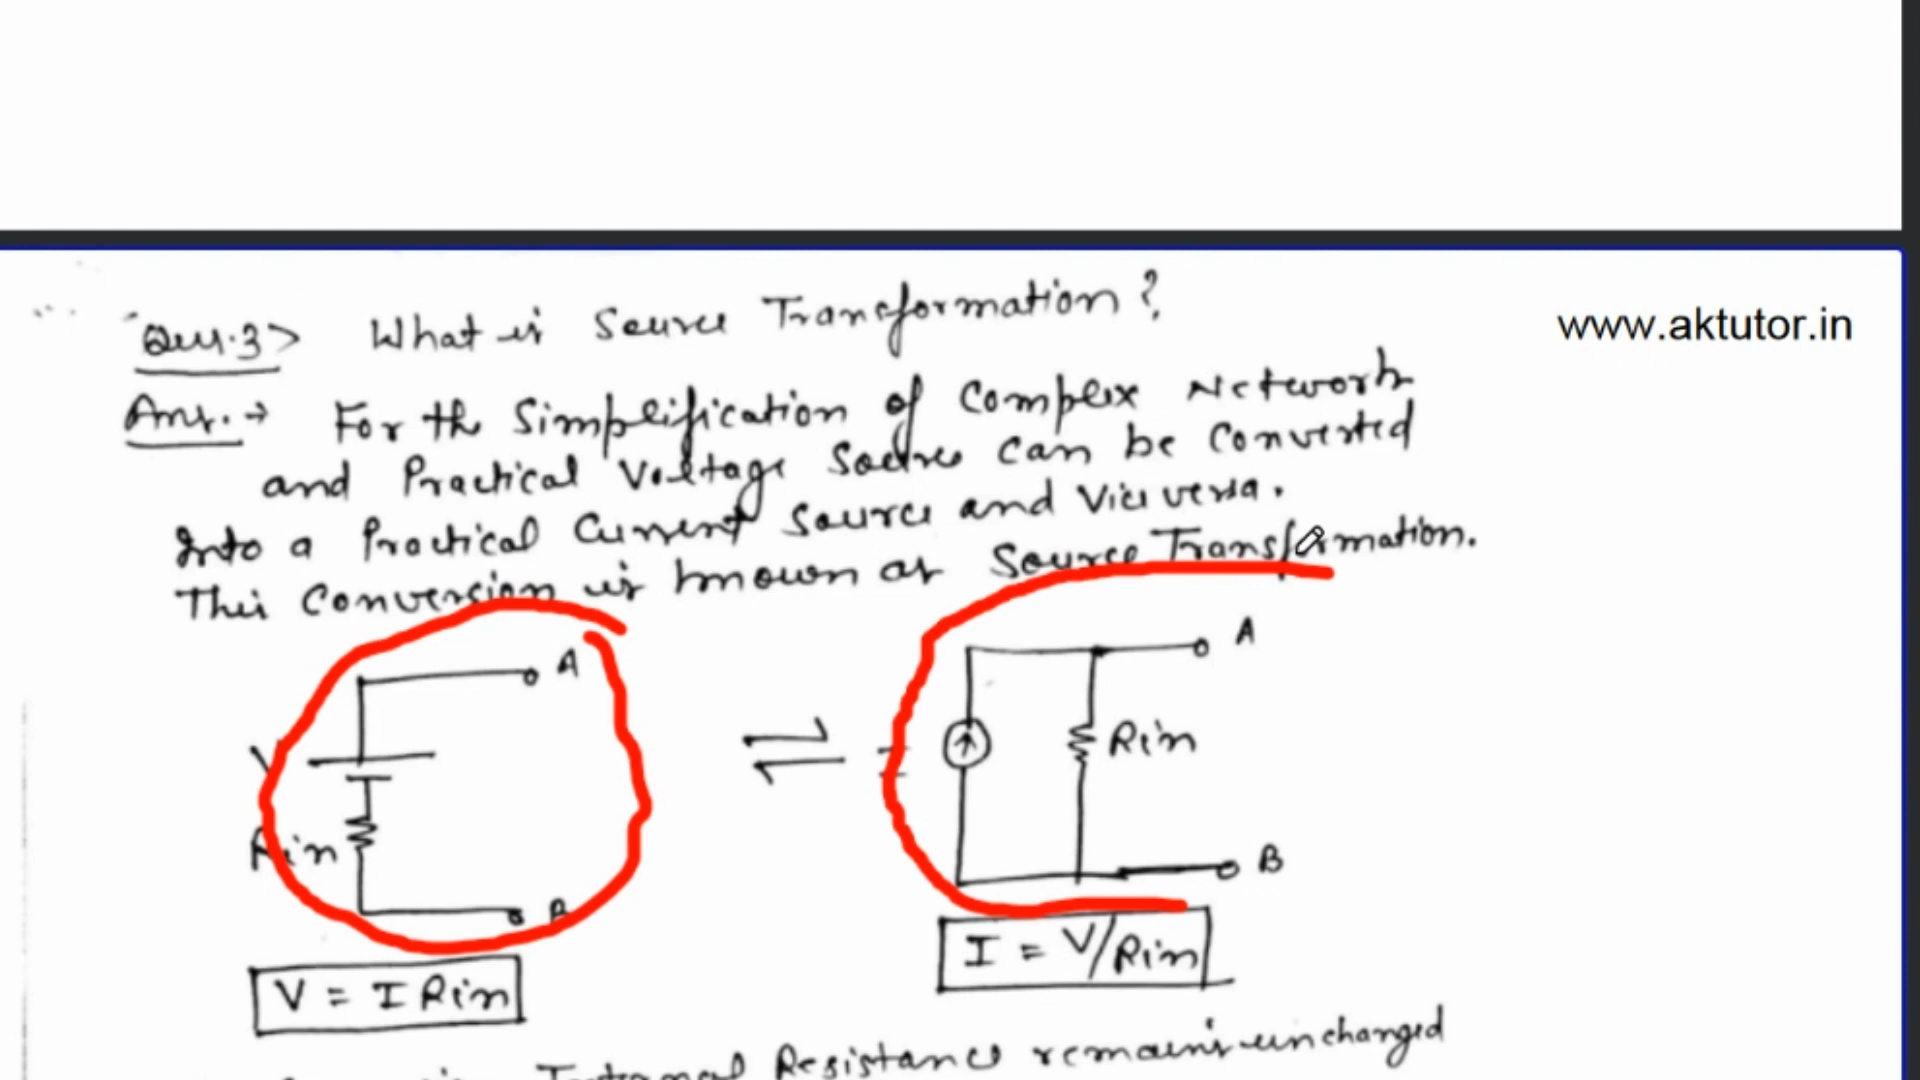 Ques.3> What is Source Transformation?
www.aktutor.in
Ans.→ For the Simplification of Complex Network
and Practical Voltage Source can be Converted
Into a Practical Current Source and Vice versa.
This Conversion is known as Source Transformation.
A
A
V
Rin
Rin
B
B
V = I Rin
I = V/Rin
Internal Resistance remains unchanged